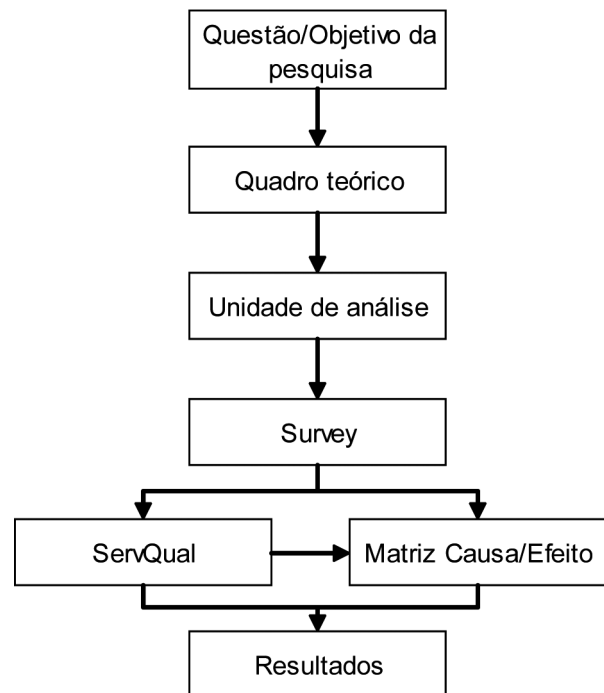 Questão/Objetivo da
pesquisa
Quadro teórico
Unidade de análise
Survey
ServQual
Matriz Causa/Efeito
Resultados